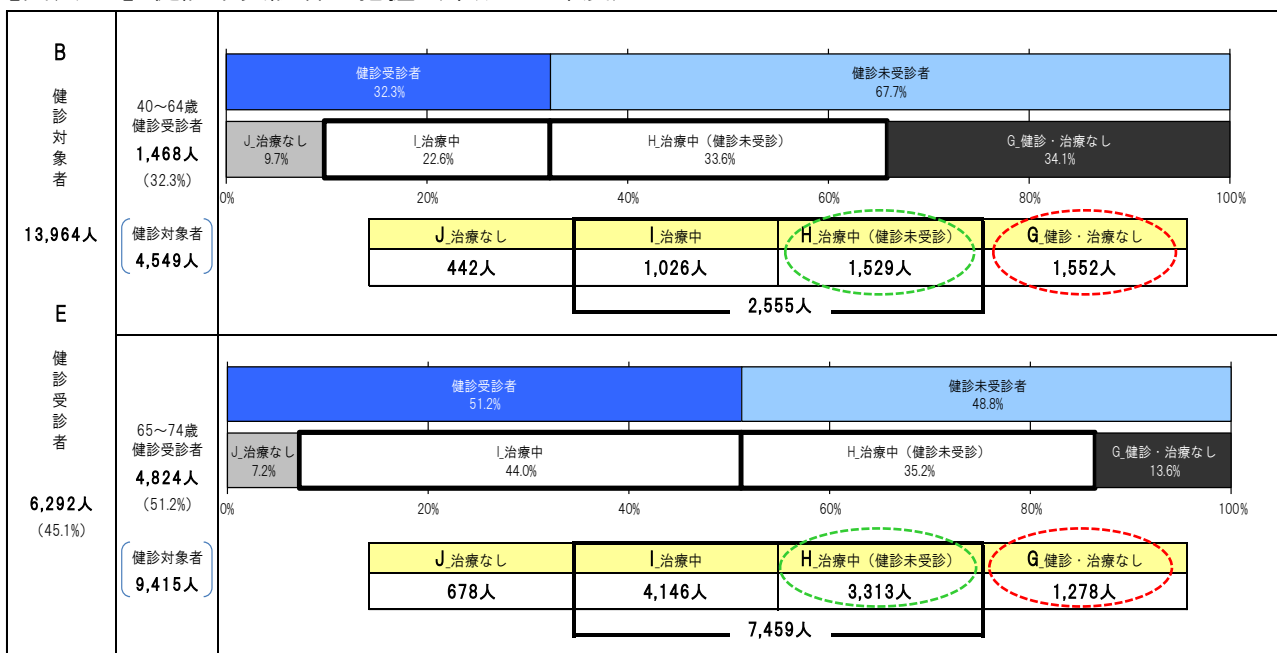 B
健診対象者
13,964人
E
健診受診者
6,292人
(45.1%)
40~64歳
健診受診者
1,468人
(32.3%)
健診対象者
4,549人
健診受診者
32.3%
健診未受診者
67.7%
J_治療なし
9.7%
I_治療中
22.6%
H_治療中(健診未受診)
33.6%
G_健診・治療なし
34.1%
0% 20% 40% 60% 80% 100%
J_治療なし I_治療中 H_治療中(健診未受診) G_健診・治療なし
442人 1,026人 1,529人 1,552人
2,555人
65~74歳
健診受診者
4,824人
(51.2%)
健診対象者
9,415人
健診受診者
51.2%
健診未受診者
48.8%
J_治療なし
7.2%
I_治療中
44.0%
H_治療中(健診未受診)
35.2%
G_健診・治療なし
13.6%
0% 20% 40% 60% 80% 100%
J_治療なし I_治療中 H_治療中(健診未受診) G_健診・治療なし
678人 4,146人 3,313人 1,278人
7,459人